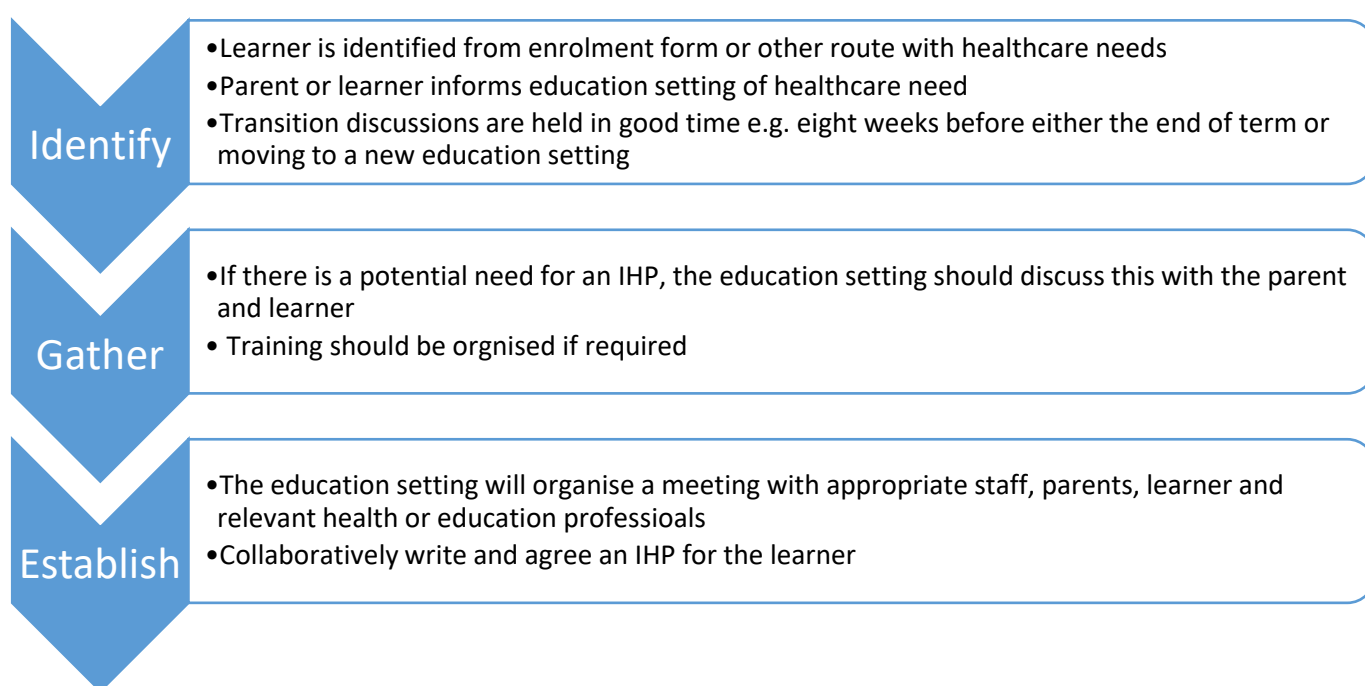 Identify
•Learner is identified from enrolment form or other route with healthcare needs
•Parent or learner informs education setting of healthcare need
•Transition discussions are held in good time e.g. eight weeks before either the end of term or
moving to a new education setting
Gather
•If there is a potential need for an IHP, the education setting should discuss this with the parent
and learner
• Training should be orgnised if required
Establish
•The education setting will organise a meeting with appropriate staff, parents, learner and
relevant health or education professioals
•Collaboratively write and agree an IHP for the learner